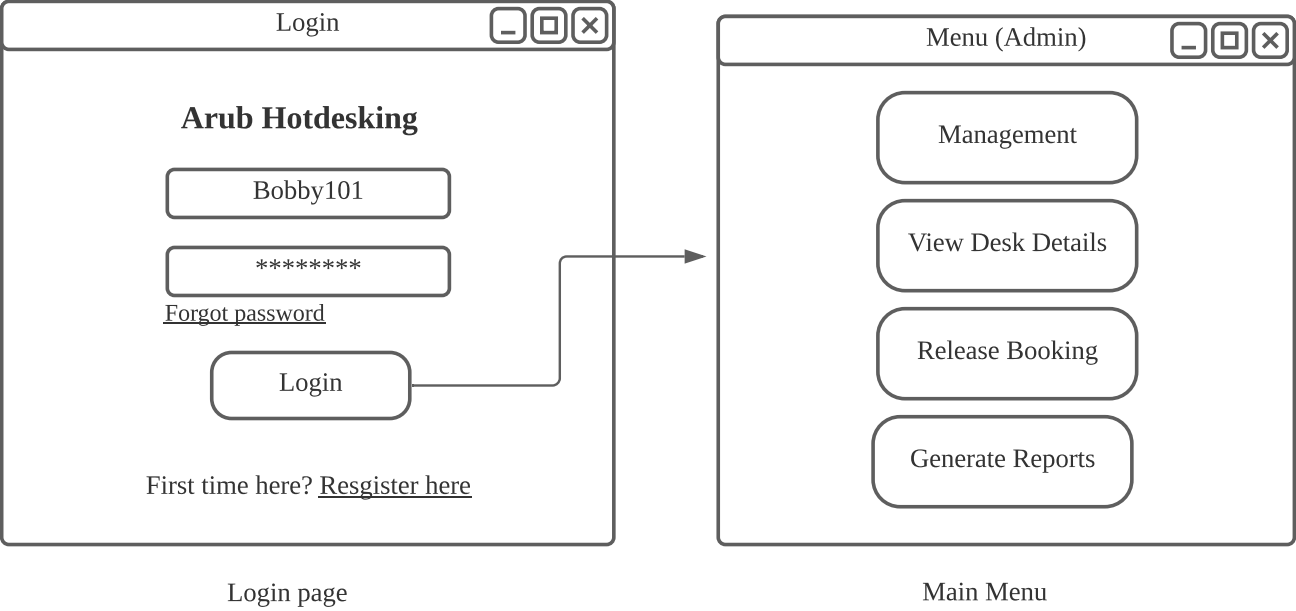 Login
Arub Hotdesking
Bobby101
********
Forgot password
Login
First time here? Resgister here
Login page
Menu (Admin)
Management
View Desk Details
Release Booking
Generate Reports
Main Menu